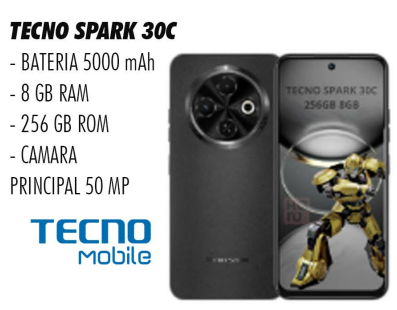 TECNO SPARK 30C
- BATERIA 5000 mAh
- 8 GB RAM
- 256 GB ROM
- CAMARA
PRINCIPAL 50 MP
TECNO
Mobile
TECNO SPARK 30C
256GB 8GB